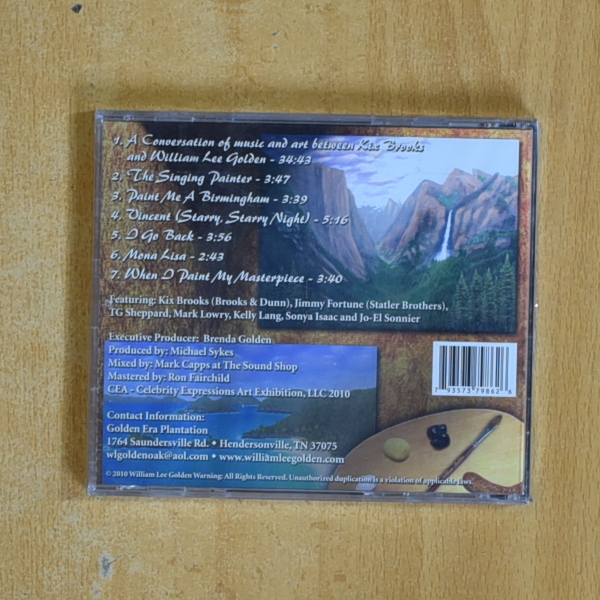 1. A Conversation of music and art between Kix Brooks
and William Lee Golden - 34:43
2. The Singing Painter - 3:47
3. Paint Me A Birmingham - 3:39
4. Vincent (Starry, Starry Night) - 5:16
5. I Go Back - 3:56
6. Mona Lisa - 2:43
7. When I Paint My Masterpiece - 3:40
Featuring: Kix Brooks (Brooks & Dunn), Jimmy Fortune (Statler Brothers),
TG Sheppard, Mark Lowry, Kelly Lang, Sonya Isaac and Jo-El Sonnier
Executive Producer: Brenda Golden
Produced by: Michael Sykes
Mixed by: Mark Capps at The Sound Shop
Mastered by: Ron Fairchild
CEA - Celebrity Expressions Art Exhibition, LLC 2010
7 93573 79862 8
Contact Information:
Golden Era Plantation
1764 Saundersville Rd. • Hendersonville, TN 37075
wlgoldenoak@aol.com • www.williamleegolden.com
© 2010 William Lee Golden Warning: All Rights Reserved. Unauthorized duplication is a violation of applicable laws.